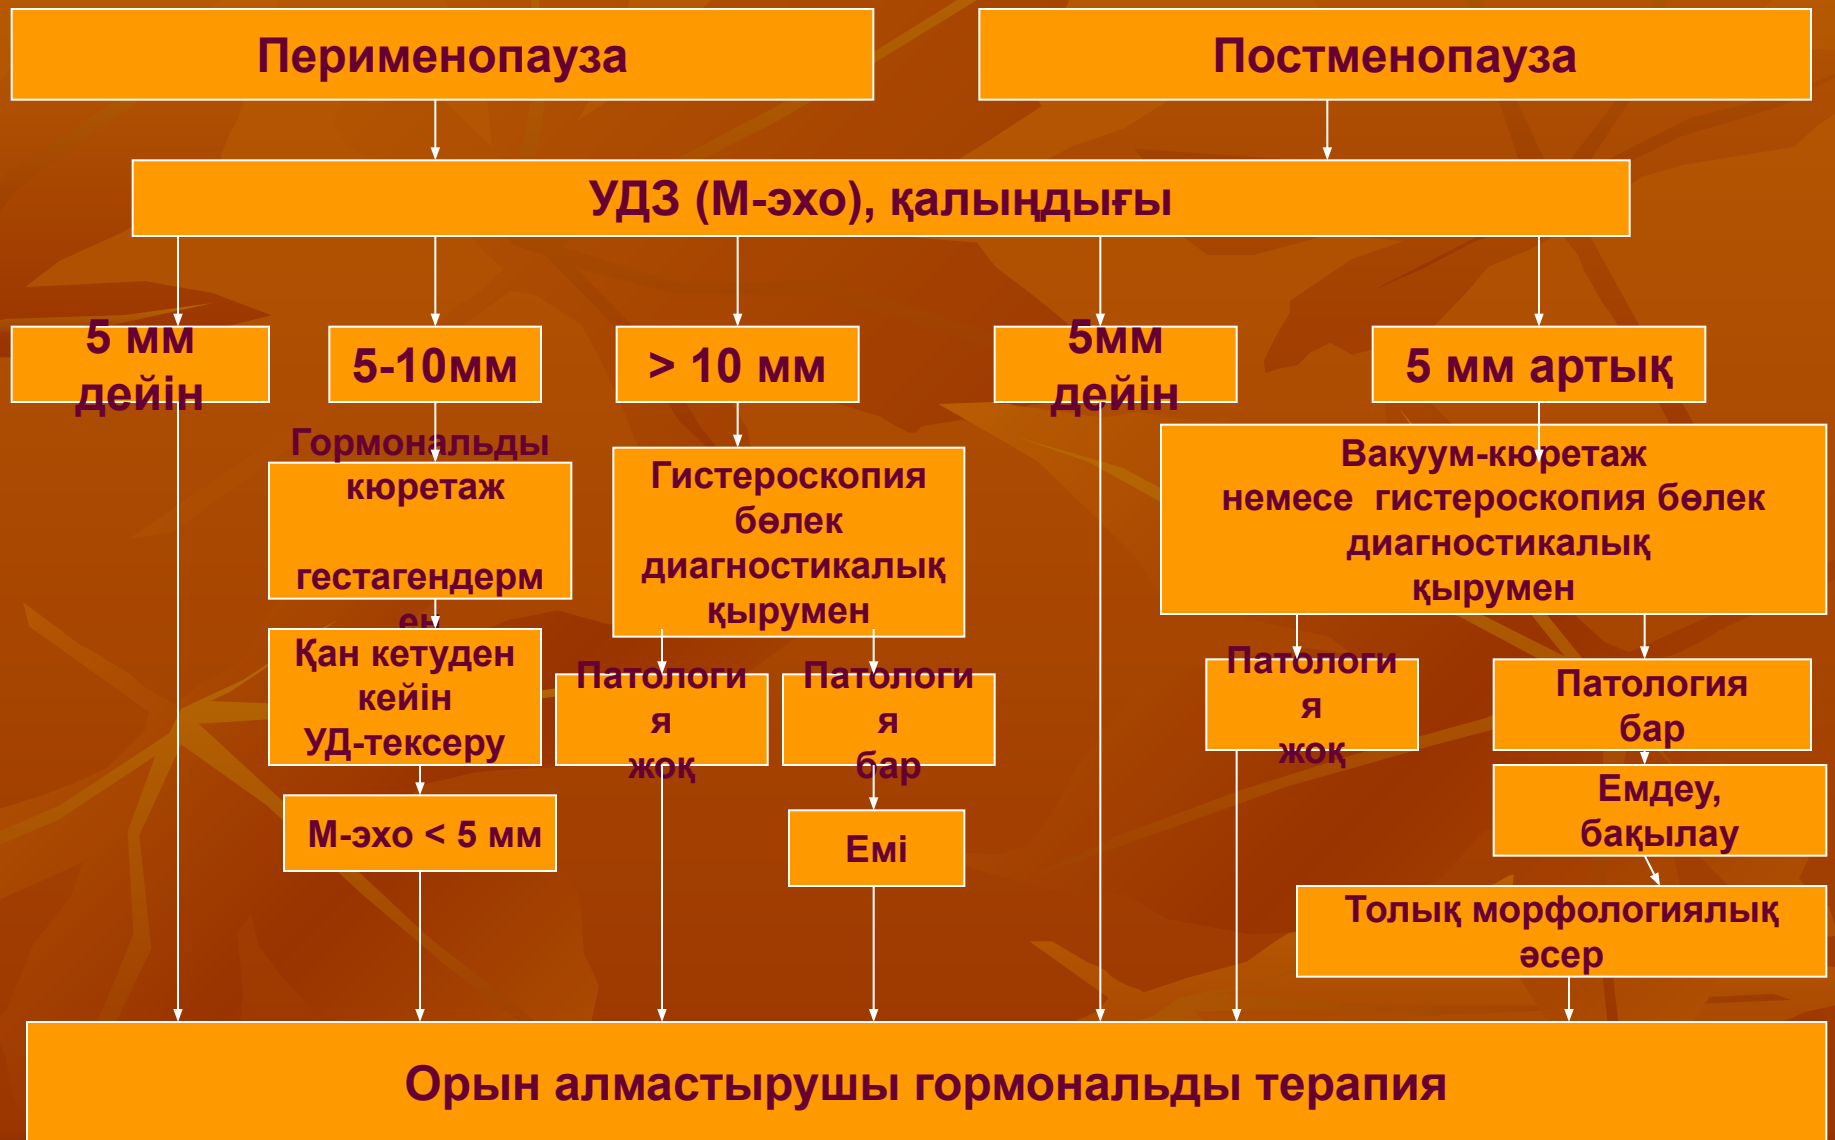 Перименопауза
Постменопауза
УДЗ (М-эхо), қалыңдығы
5 мм
дейін
5-10мм
> 10 мм
5мм
дейін
5 мм артық
Гормональды
кюретаж
гестагендерм
ен
Гистероскопия
бөлек
диагностикалық
қырумен
Вакуум-кюретаж
немесе гистероскопия бөлек
диагностикалық
қырумен
Қан кетуден
кейін
УД-тексеру
Патологи
я
жоқ
Патологи
я
бар
Патологи
я
жоқ
Патология
бар
М-эхо < 5 мм
Емі
Емдеу,
бақылау
Толық морфологиялық
әсер
Орын алмастырушы гормональды терапия